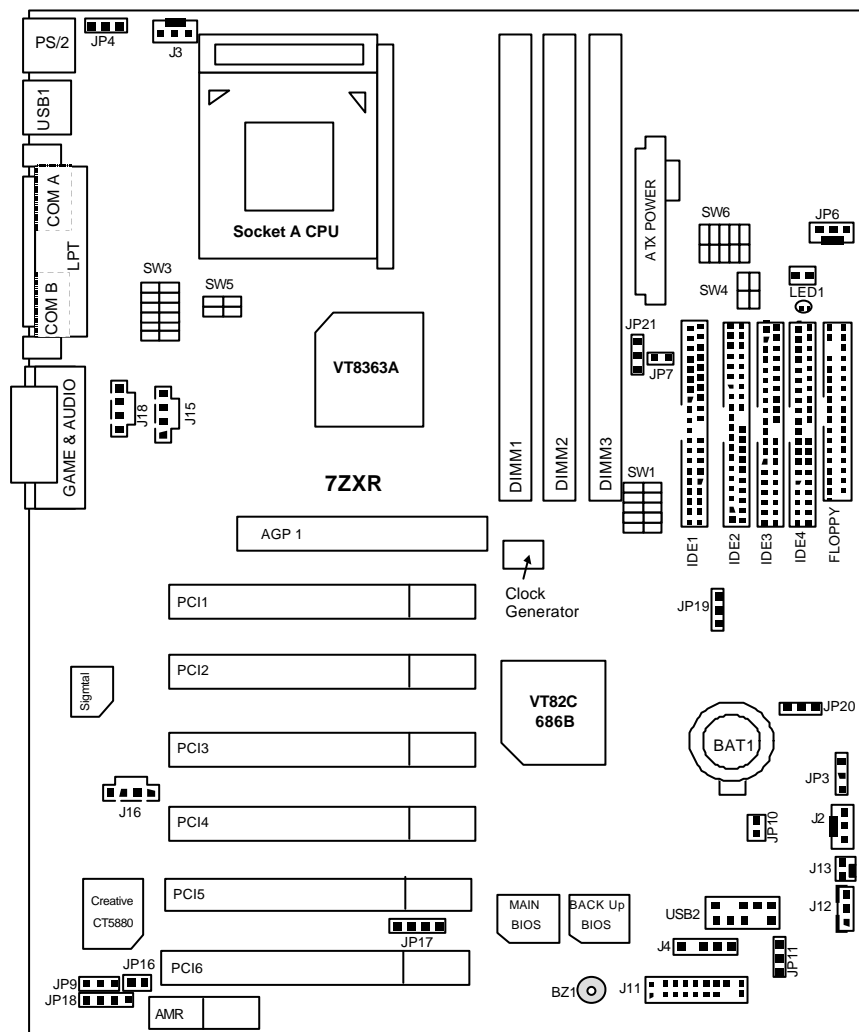 PS/2
JP4
J3
USB1
COM A
LPT
COM B
Socket A CPU
ATX POWER
SW6
JP6
SW3
SW5
SW4
LED1
VT8363A
JP21
JP7
J18
J15
GAME & AUDIO
7ZXR
DIMM1
DIMM2
DIMM3
SW1
IDE1
IDE2
IDE3
IDE4
FLOPPY
AGP 1
Clock
Generator
PCI1
JP19
PCI2
Sigmtal
VT82C
686B
JP20
BAT1
PCI3
JP3
J16
PCI4
JP10
J2
J13
PCI5
Creative
CT5880
MAIN
BIOS
BACK Up
BIOS
USB2
J12
JP17
J4
JP11
JP16
PCI6
JP9
JP18
AMR
BZ1
J11